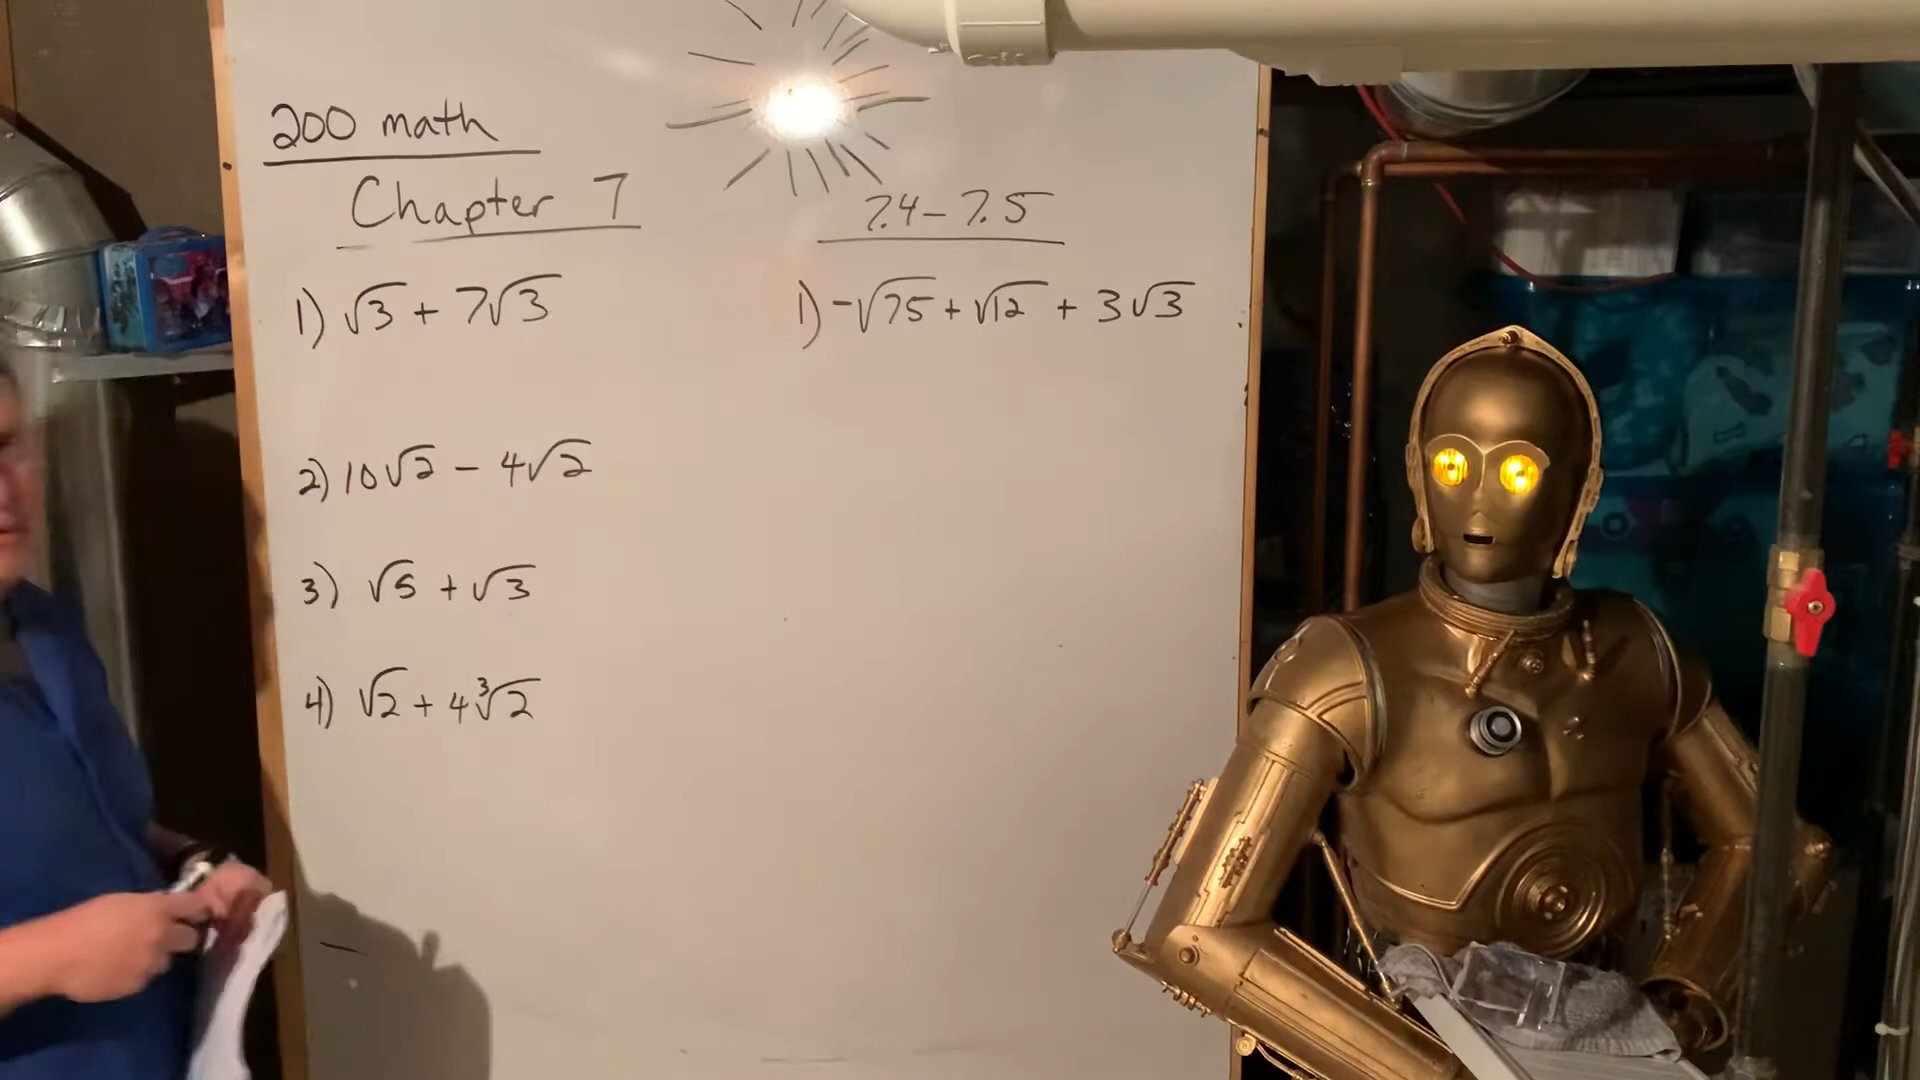 200 math
Chapter 7
1) √3 + 7√3
2) 10√2 - 4√2
3) √5 + √3
4) √2 + 4∛2
7.4-7.5
1) -√75 + √12 + 3√3